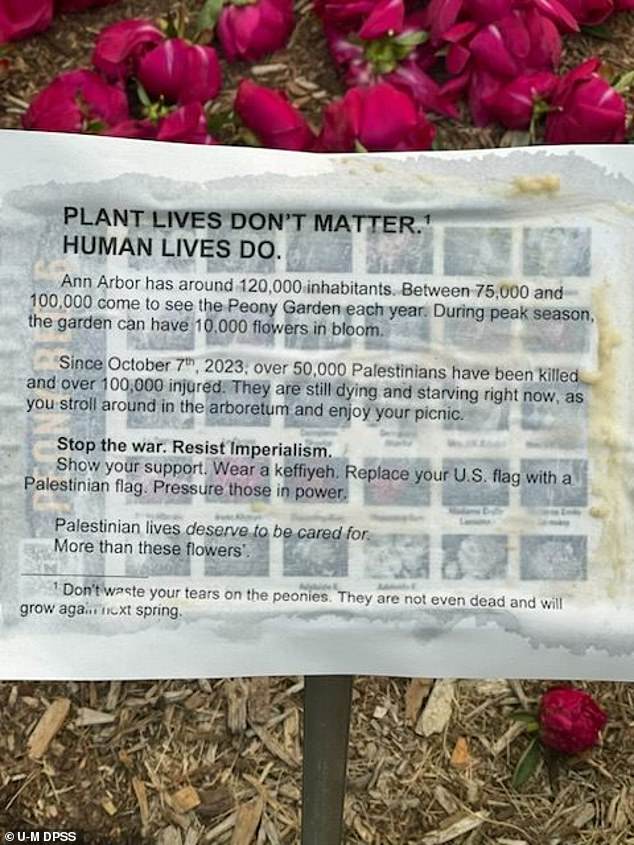 PLANT LIVES DON'T MATTER.¹
HUMAN LIVES DO.
Ann Arbor has around 120,000 inhabitants. Between 75,000 and
100,000 come to see the Peony Garden each year. During peak season,
the garden can have 10.000 flowers in bloom.
Since October 7th, 2023, over 50,000 Palestinians have been killed
and over 100,000 injured. They are still dying and starving right now, as
you stroll around in the arboretum and enjoy your picnic.
Stop the war. Resist Imperialism.
Show your support. Wear a keffiyeh. Replace your U.S. flag with a
Palestinian flag. Pressure those in power.
Palestinian lives deserve to be cared for.
More than these flowers'.
¹ Don't waste your tears on the peonies. They are not even dead and will
grow again next spring.
© U-M DPSS